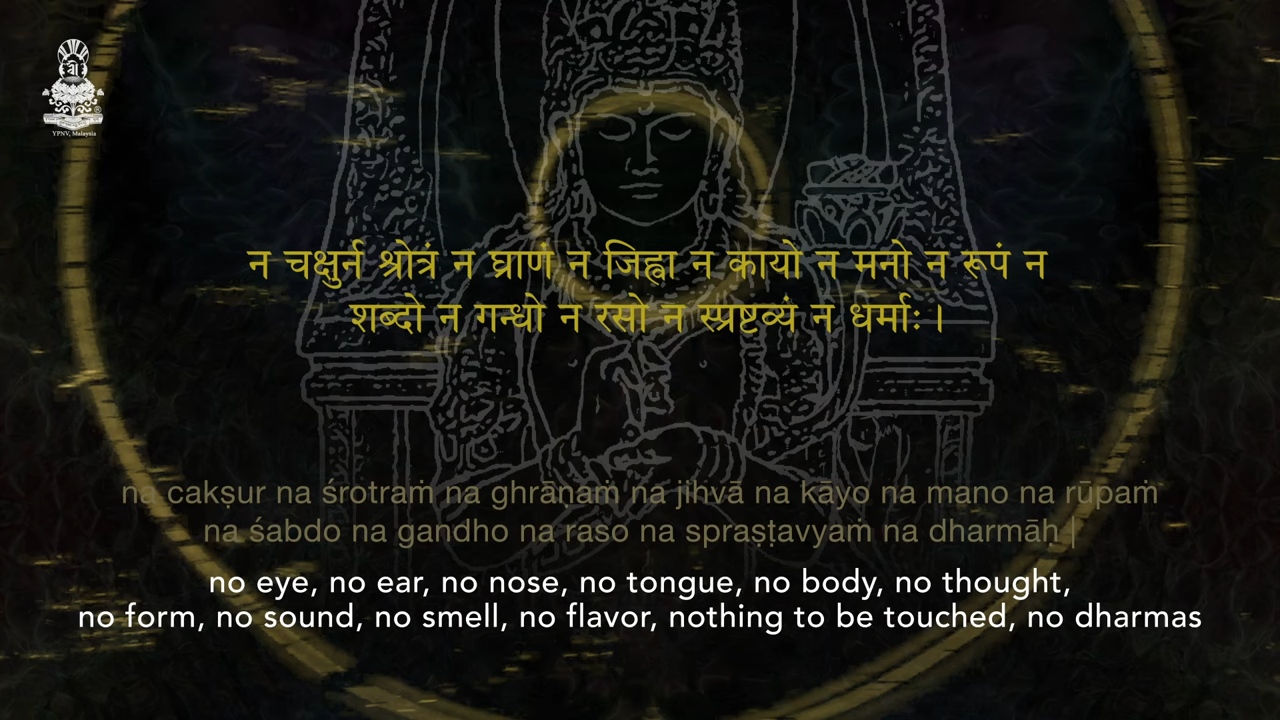 YPNV, Malaysia
न चक्षुर्न श्रोत्रं न घ्राणं न जिह्वा न कायो न मनो न रूपं न
शब्दो न गन्धो न रसो न स्प्रष्टव्यं न धर्माः ।
na cakṣur na śrotraṁ na ghrāṇaṁ na jihvā na kāyo na mano na rūpaṁ
na śabdo na gandho na raso na spraṣṭavyaṁ na dharmāḥ |
no eye, no ear, no nose, no tongue, no body, no thought,
no form, no sound, no smell, no flavor, nothing to be touched, no dharmas